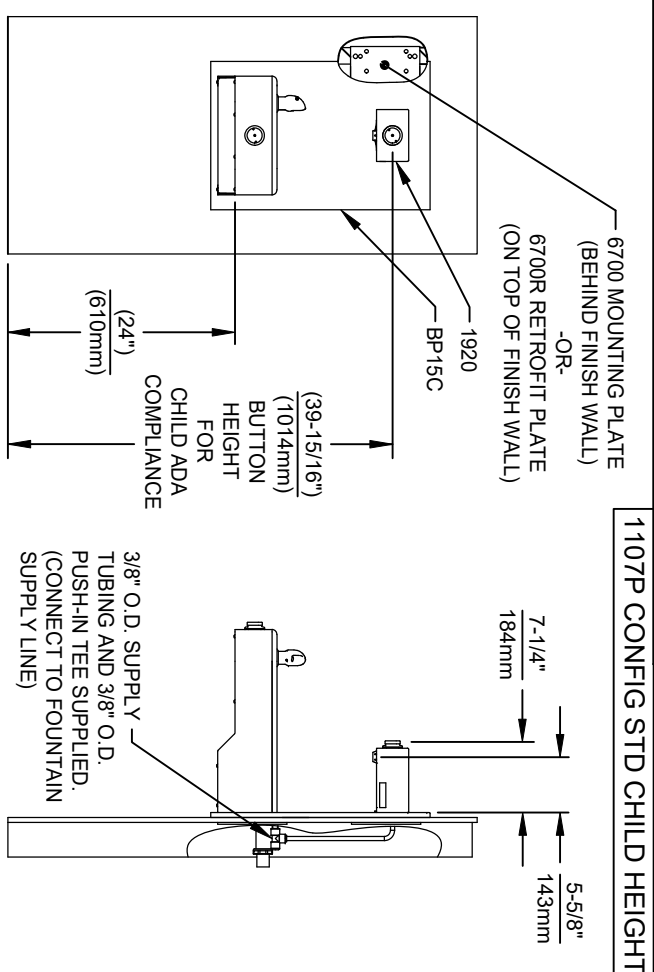 1107P CONFIG STD CHILD HEIGHT
6700 MOUNTING PLATE
(BEHIND FINISH WALL)
-OR-
6700R RETROFIT PLATE
(ON TOP OF FINISH WALL)
1920
BP15C
(39-15/16")
(1014mm)
BUTTON
HEIGHT
FOR
CHILD ADA
COMPLIANCE
(24")
(610mm)
7-1/4"
184mm
5-5/8"
143mm
3/8" O.D. SUPPLY
TUBING AND 3/8" O.D.
PUSH-IN TEE SUPPLIED.
(CONNECT TO FOUNTAIN
SUPPLY LINE)